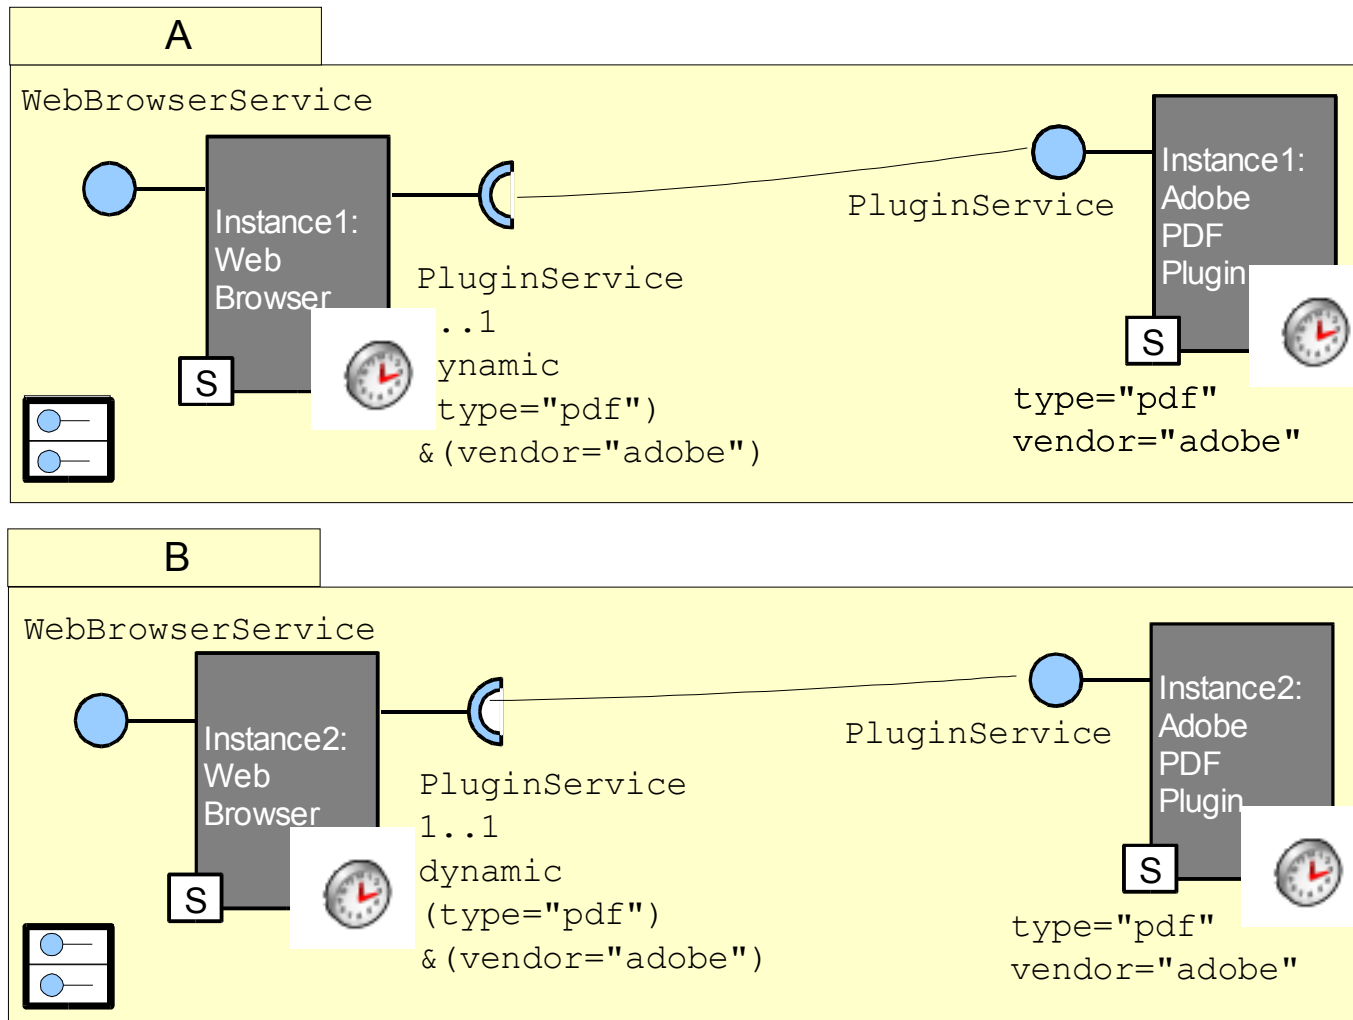 A
WebBrowserService
Instance1:
Web
Browser
S
PluginService
..1
ynamic
type="pdf")
&(vendor="adobe")
PluginService
Instance1:
Adobe
PDF
Plugin
S
type="pdf"
vendor="adobe"
B
WebBrowserService
Instance2:
Web
Browser
S
PluginService
1..1
dynamic
(type="pdf")
&(vendor="adobe")
PluginService
Instance2:
Adobe
PDF
Plugin
S
type="pdf"
vendor="adobe"